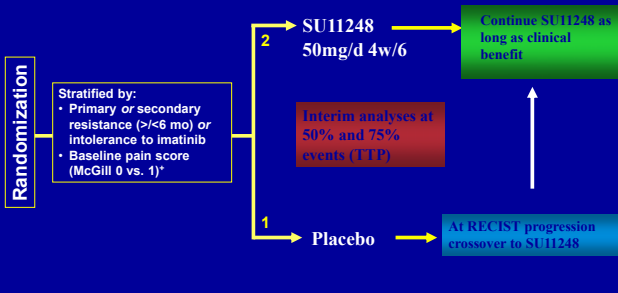 Randomization
Stratified by:
• Primary or secondary
resistance (>/<6 mo) or
intolerance to imatinib
• Baseline pain score
(McGill 0 vs. 1)+
2
SU11248
50mg/d 4w/6
Continue SU11248 as
long as clinical
benefit
Interim analyses at
50% and 75%
events (TTP)
1
Placebo
At RECIST progression
crossover to SU11248